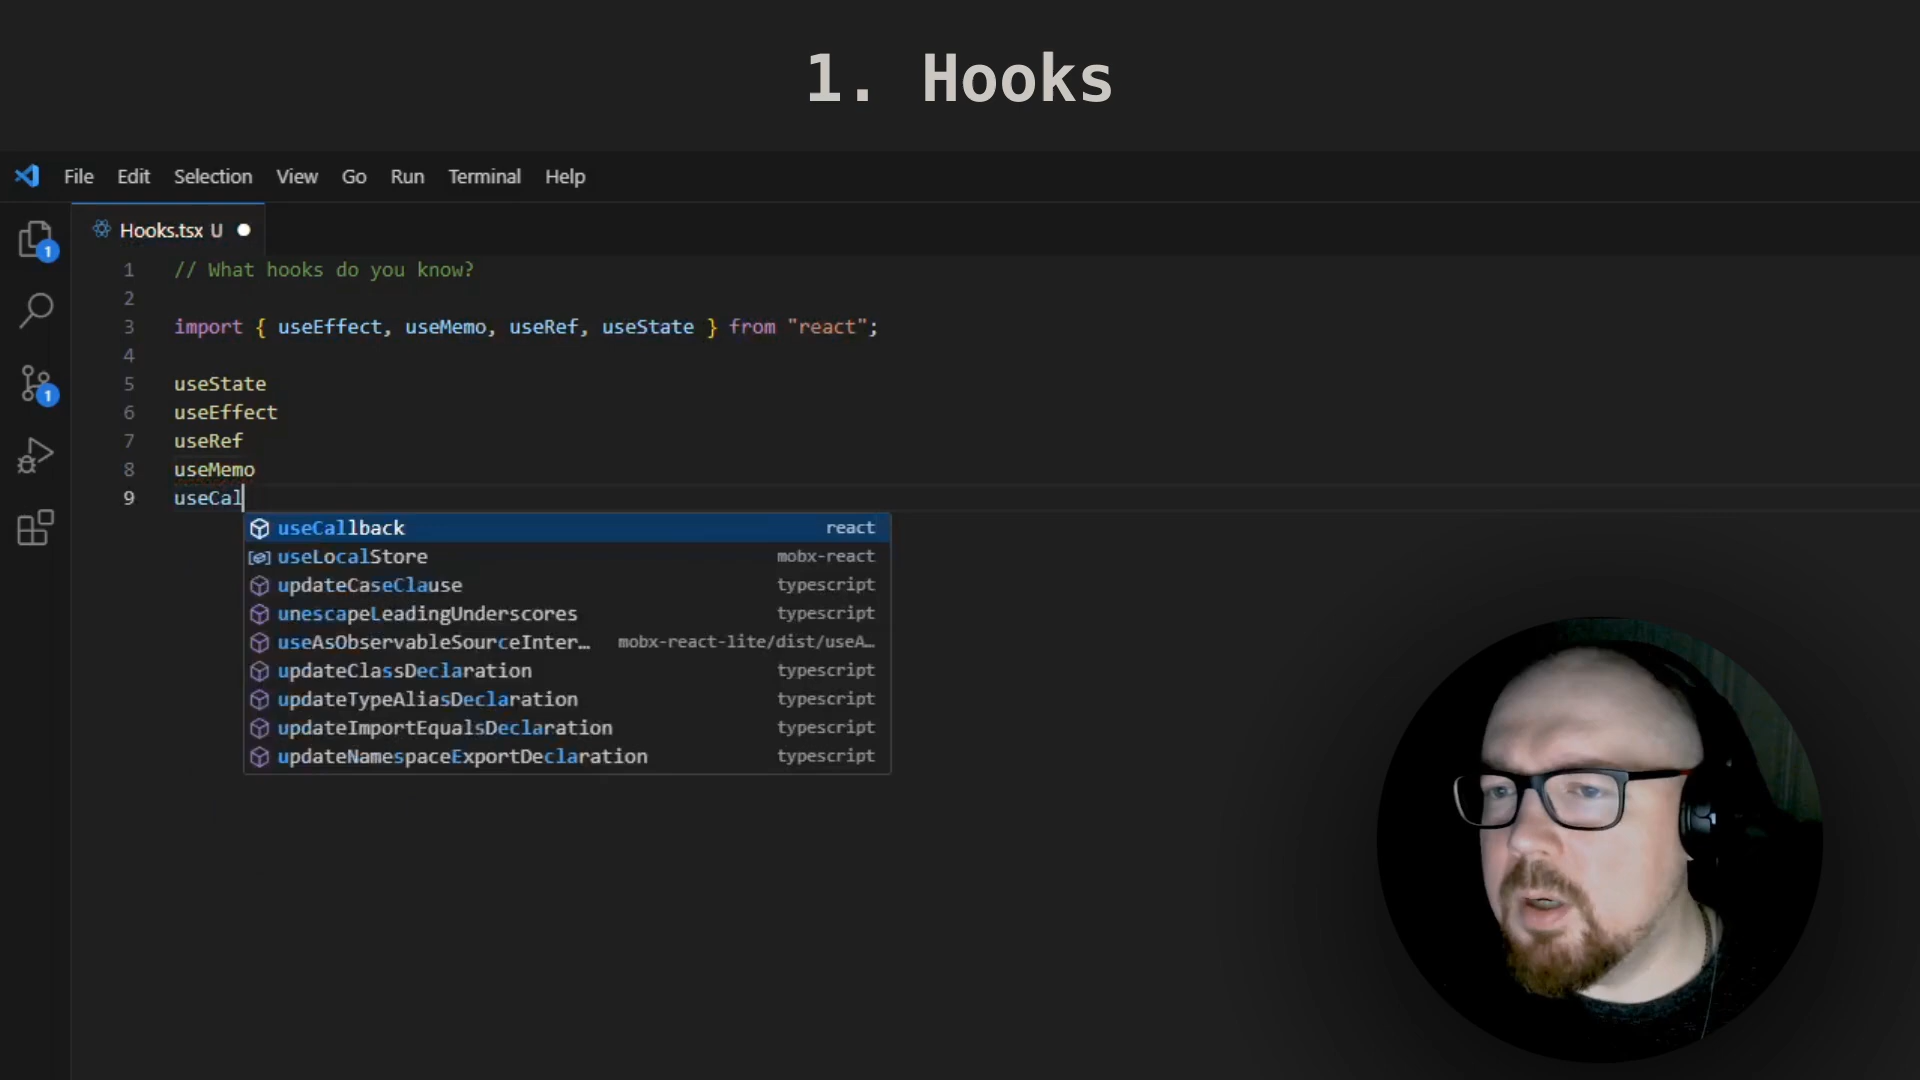 1. Hooks
File Edit Selection View Go Run Terminal Help
Hooks.tsx U
1
1 // What hooks do you know?
2
3 import { useEffect, useMemo, useRef, useState } from "react";
4
1
5 useState
6 useEffect
7 useRef
8 useMemo
9 useCal
useCallback react
useLocalStore mobx-react
updateCaseClause typescript
unescapeLeadingUnderscores typescript
useAsObservableSourceInter… mobx-react-lite/dist/useA…
updateClassDeclaration typescript
updateTypeAliasDeclaration typescript
updateImportEqualsDeclaration typescript
updateNamespaceExportDeclaration typescript